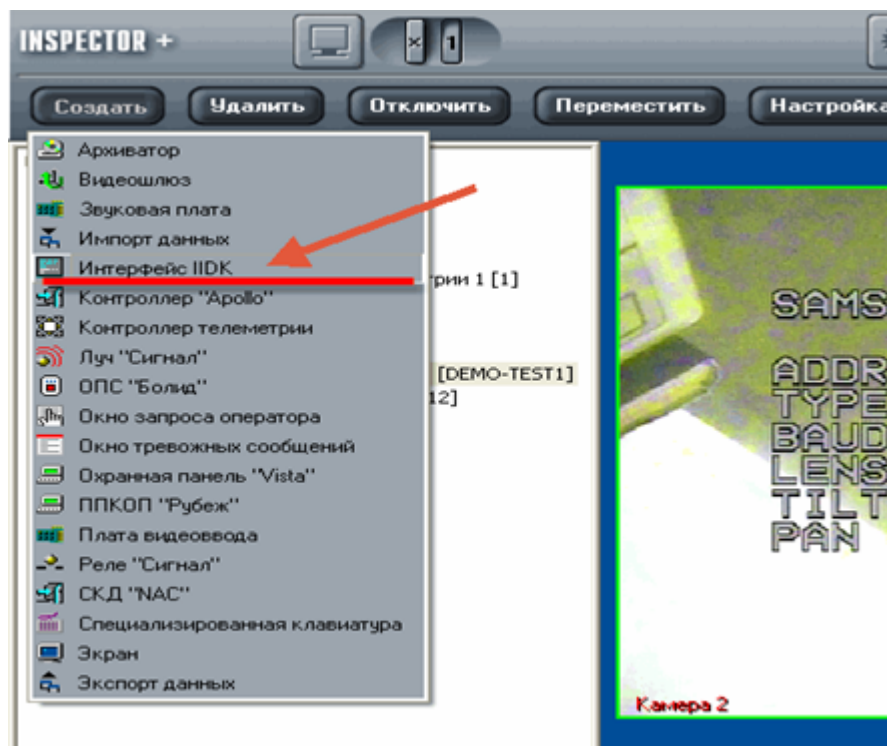 INSPECTOR +
× 1
Создать Удалить Отключить Переместить Настройка
Архиватор
Видеошлюз
Звуковая плата
Импорт данных
Интерфейс IIDK
рии 1 [1]
Контроллер "Apollo"
SAMS
Контроллер телеметрии
Луч "Сигнал"
[DEMO-TEST1]
ADDR
ОПС "Болид"
12]
TYPE
Окно запроса оператора
BAUD
Окно тревожных сообщений
LENS
Охранная панель "Vista"
TILT
ППКОП "Рубеж"
PAN
Плата видеоввода
Реле "Сигнал"
СКД "NAC"
Специализированная клавиатура
Экран
Экспорт данных
Камера 2